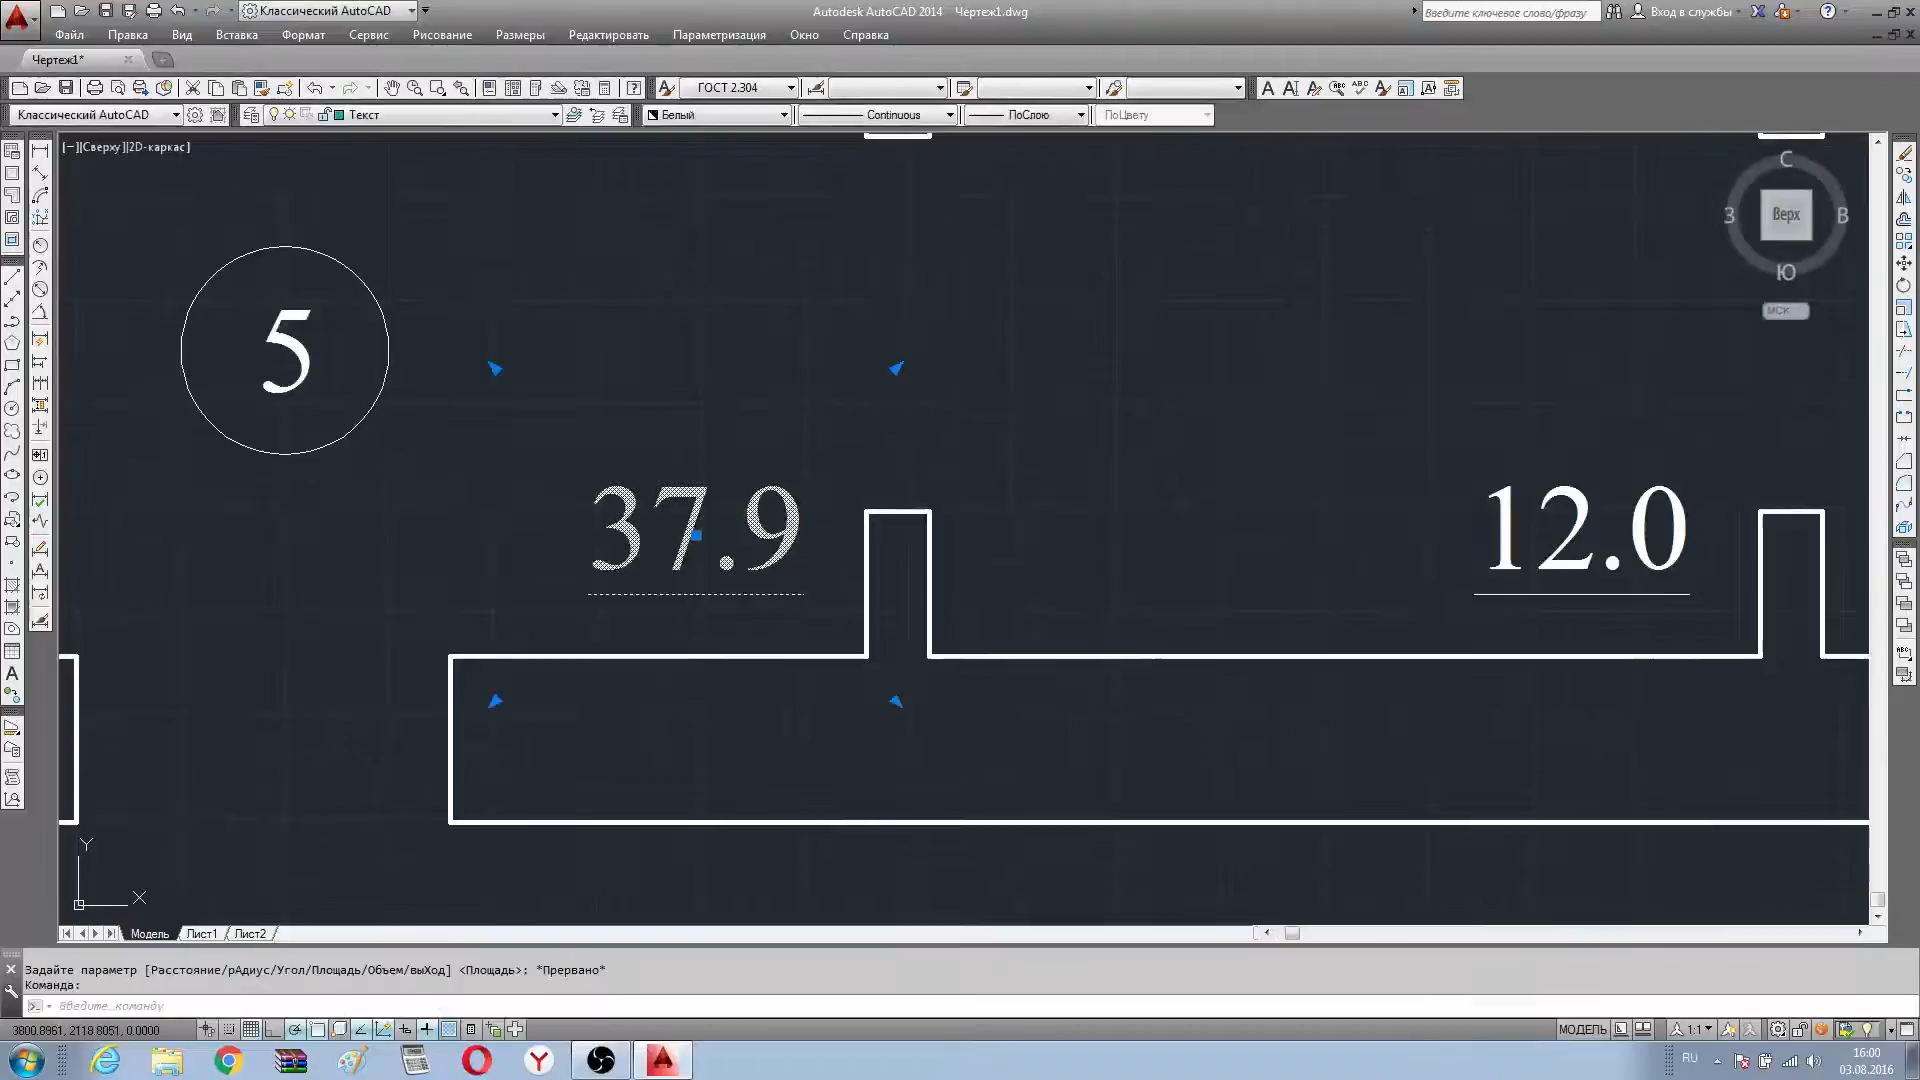 Классический AutoCAD
Autodesk AutoCAD 2014 Чертеж1.dwg
Введите ключевое слово/фразу
Вход в службы
Файл Правка Вид Вставка Формат Сервис Рисование Размеры Редактировать Параметризация Окно Справка
Чертеж1*
ГОСТ 2.304
Классический AutoCAD
Текст
Белый
Continuous
ПоСлою
ПоЦвету
[−][Сверху][2D-каркас]
С
З Верх В
Ю
МСК
5
37.9
12.0
Y
X
Модель Лист1 Лист2
Задайте параметр [Расстояние/рАдиус/Угол/Площадь/Объем/выХод] <Площадь>: *Прервано*
Команда:
Введите команду
3800.8961, 2118.8051, 0.0000
МОДЕЛЬ
1:1
RU
16:00
03.08.2016